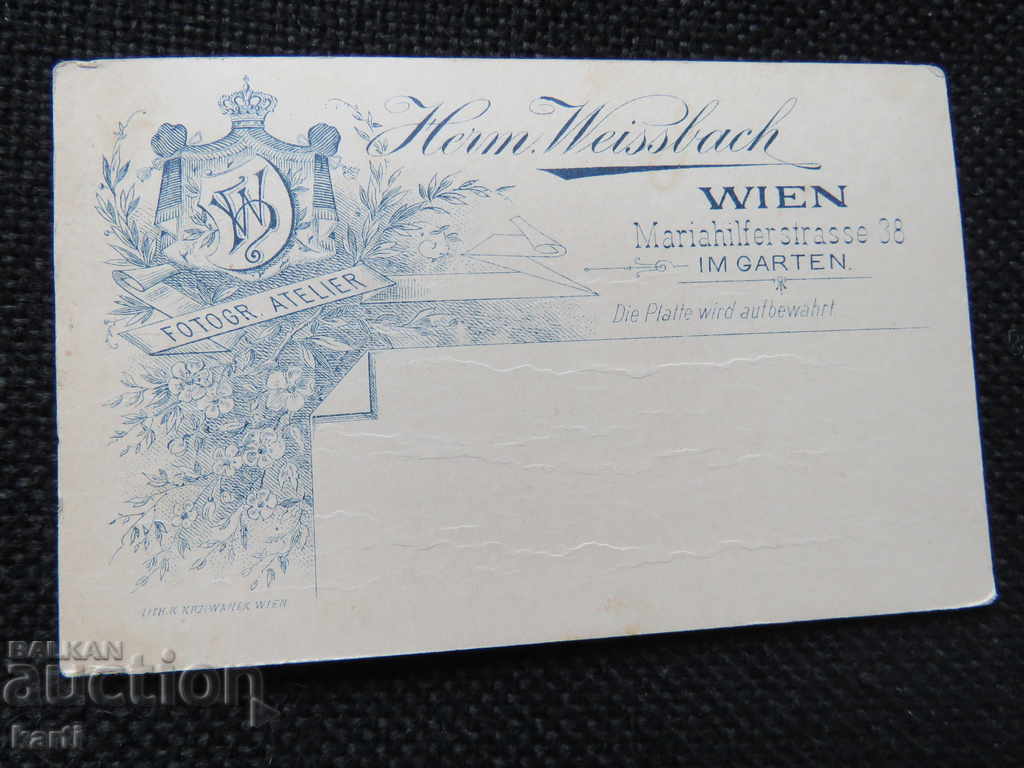 Herm. Weissbach
WIEN
Mariahilferstrasse 38
IM GARTEN.
Die Platte wird aufbewahrt
FOTOGR. ATELIER
LITH. K. KRZIWANEK WIEN
BALKAN
auction
karti